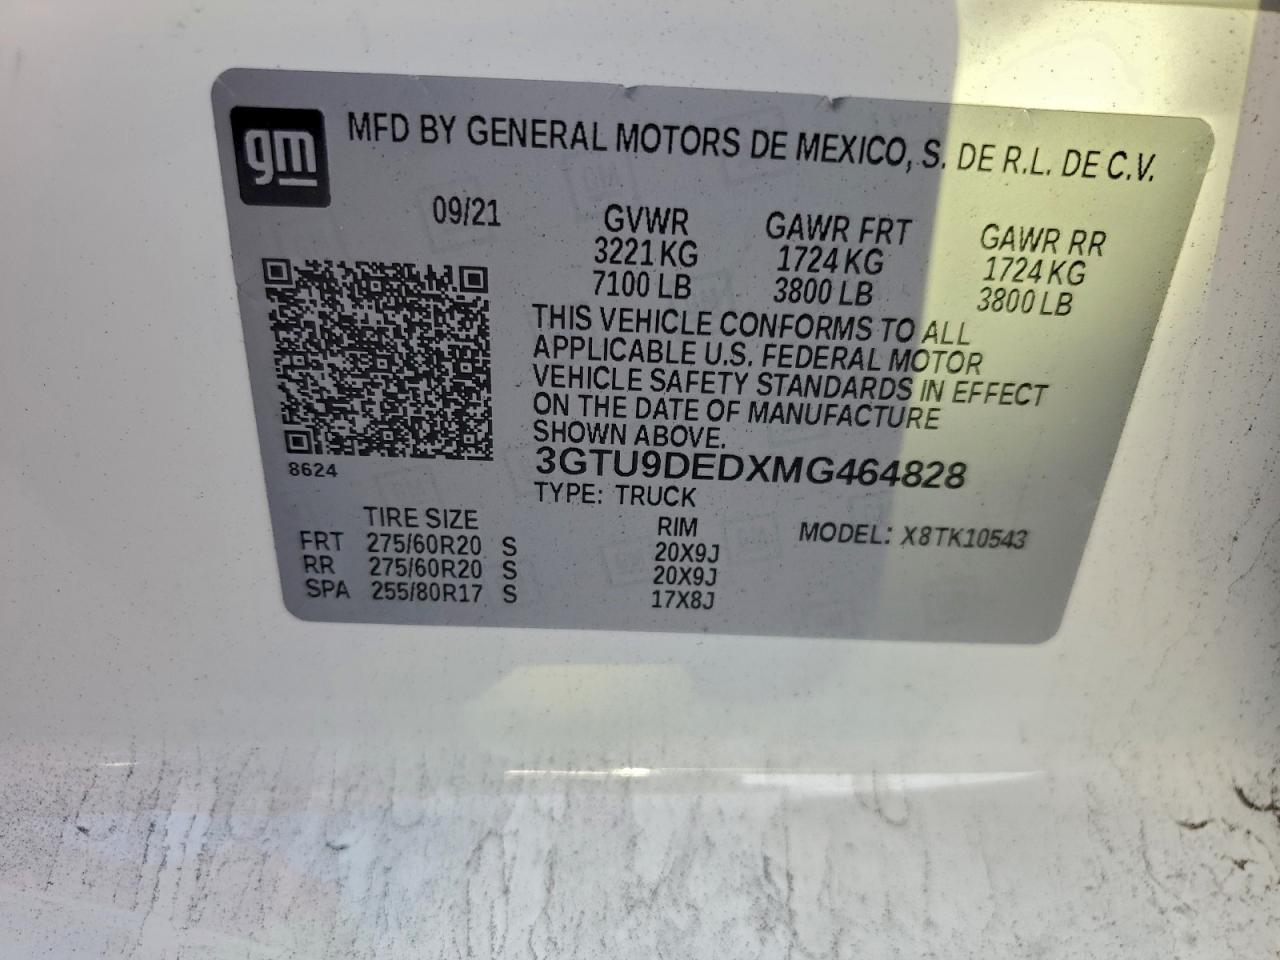 gm MFD BY GENERAL MOTORS DE MEXICO, S. DE R.L. DE C.V.
09/21 GVWR GAWR FRT GAWR RR
3221 KG 1724 KG 1724 KG
7100 LB 3800 LB 3800 LB
THIS VEHICLE CONFORMS TO ALL
APPLICABLE U.S. FEDERAL MOTOR
VEHICLE SAFETY STANDARDS IN EFFECT
ON THE DATE OF MANUFACTURE
SHOWN ABOVE.
8624 3GTU9DEDXMG464828
TYPE: TRUCK
TIRE SIZE RIM MODEL: X8TK10543
FRT 275/60R20 S 20X9J
RR 275/60R20 S 20X9J
SPA 255/80R17 S 17X8J